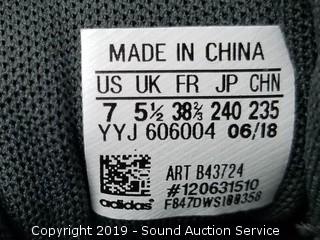 MADE IN CHINA
US UK FR JP CHN
7 5½ 38⅔ 240 235
YYJ 606004 06/18
ART B43724
#120631510
adidas
Copyright 2019 - Sound Auction Service